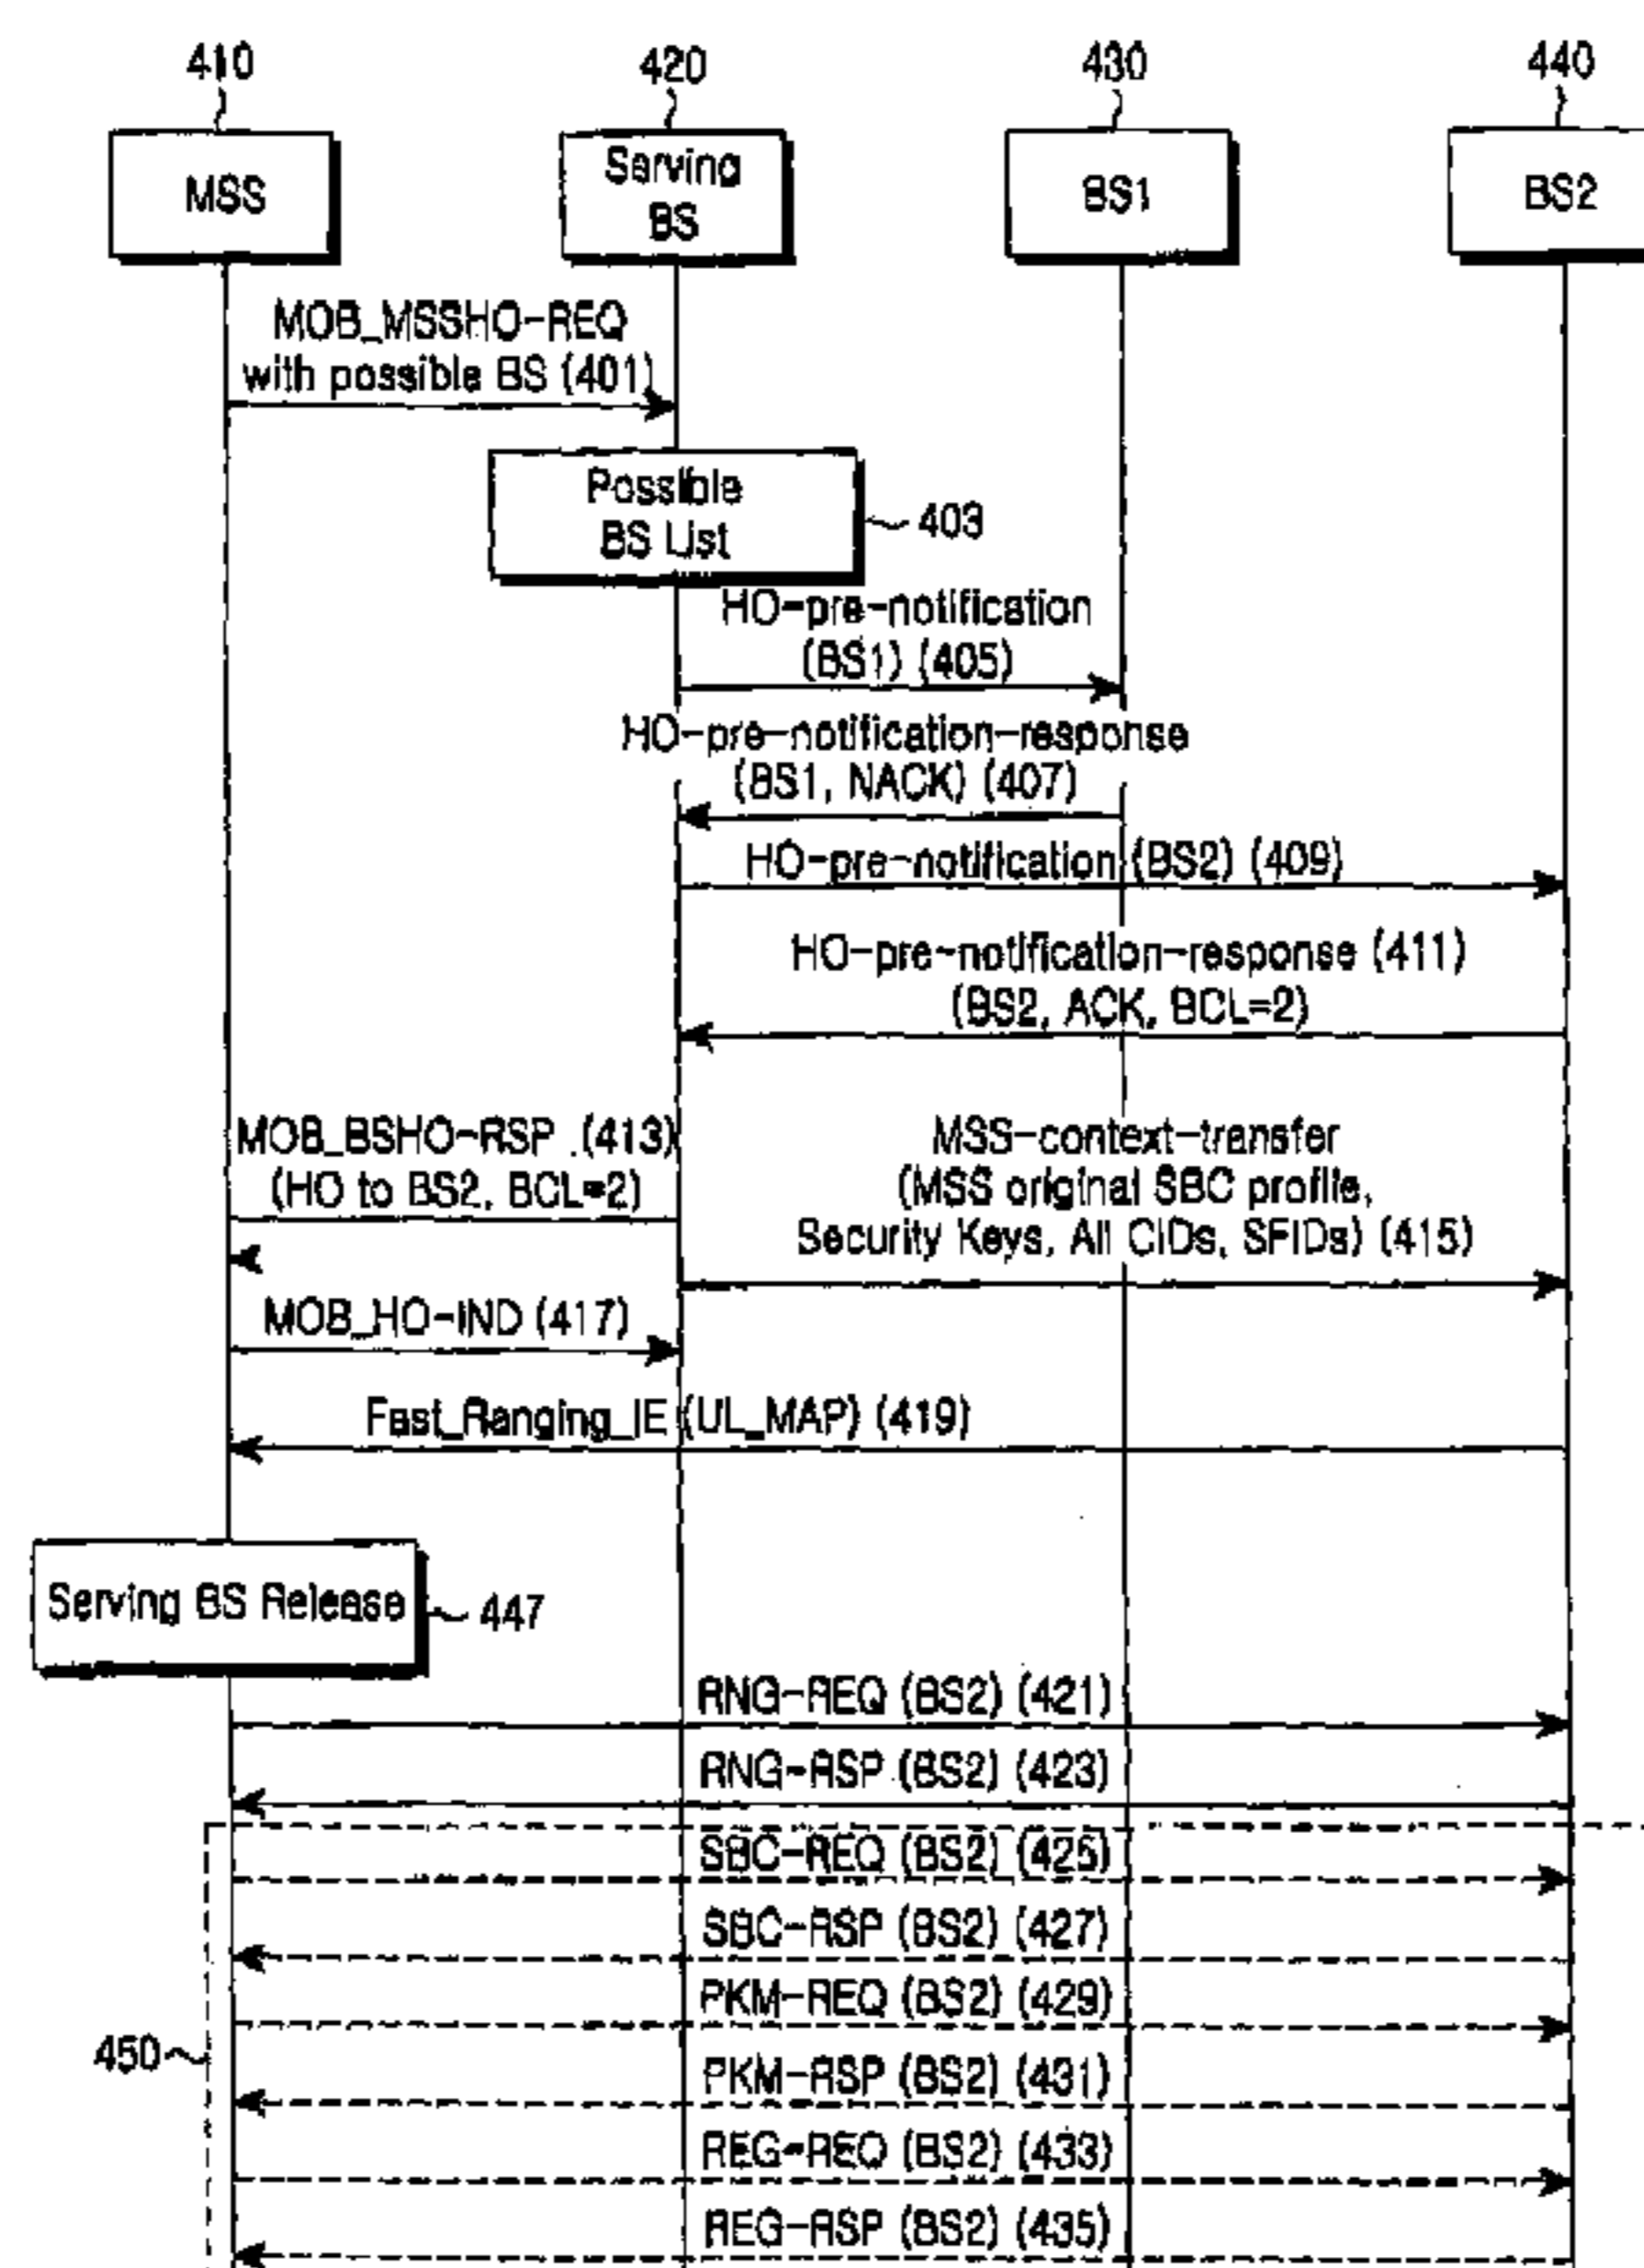 410
420
430
440
MSS
Serving
BS
BS1
BS2
MOB_MSSHO-REQ
with possible BS (401)
Possible
BS List
403
HO-pre-notification
(BS1) (405)
HO-pre-notification-response
(BS1, NACK) (407)
HO-pre-notification (BS2) (409)
HO-pre-notification-response (411)
(BS2, ACK, BCL=2)
MOB_BSHO-RSP (413)
(HO to BS2, BCL=2)
MSS-context-transfer
(MSS original SBC profile,
Security Keys, All CIDs, SFIDs) (415)
MOB_HO-IND (417)
Fast_Ranging_IE (UL_MAP) (419)
Serving BS Release
447
RNG-REQ (BS2) (421)
RNG-RSP (BS2) (423)
SBC-REQ (BS2) (425)
SBC-RSP (BS2) (427)
PKM-REQ (BS2) (429)
450
PKM-RSP (BS2) (431)
REG-REQ (BS2) (433)
REG-RSP (BS2) (435)